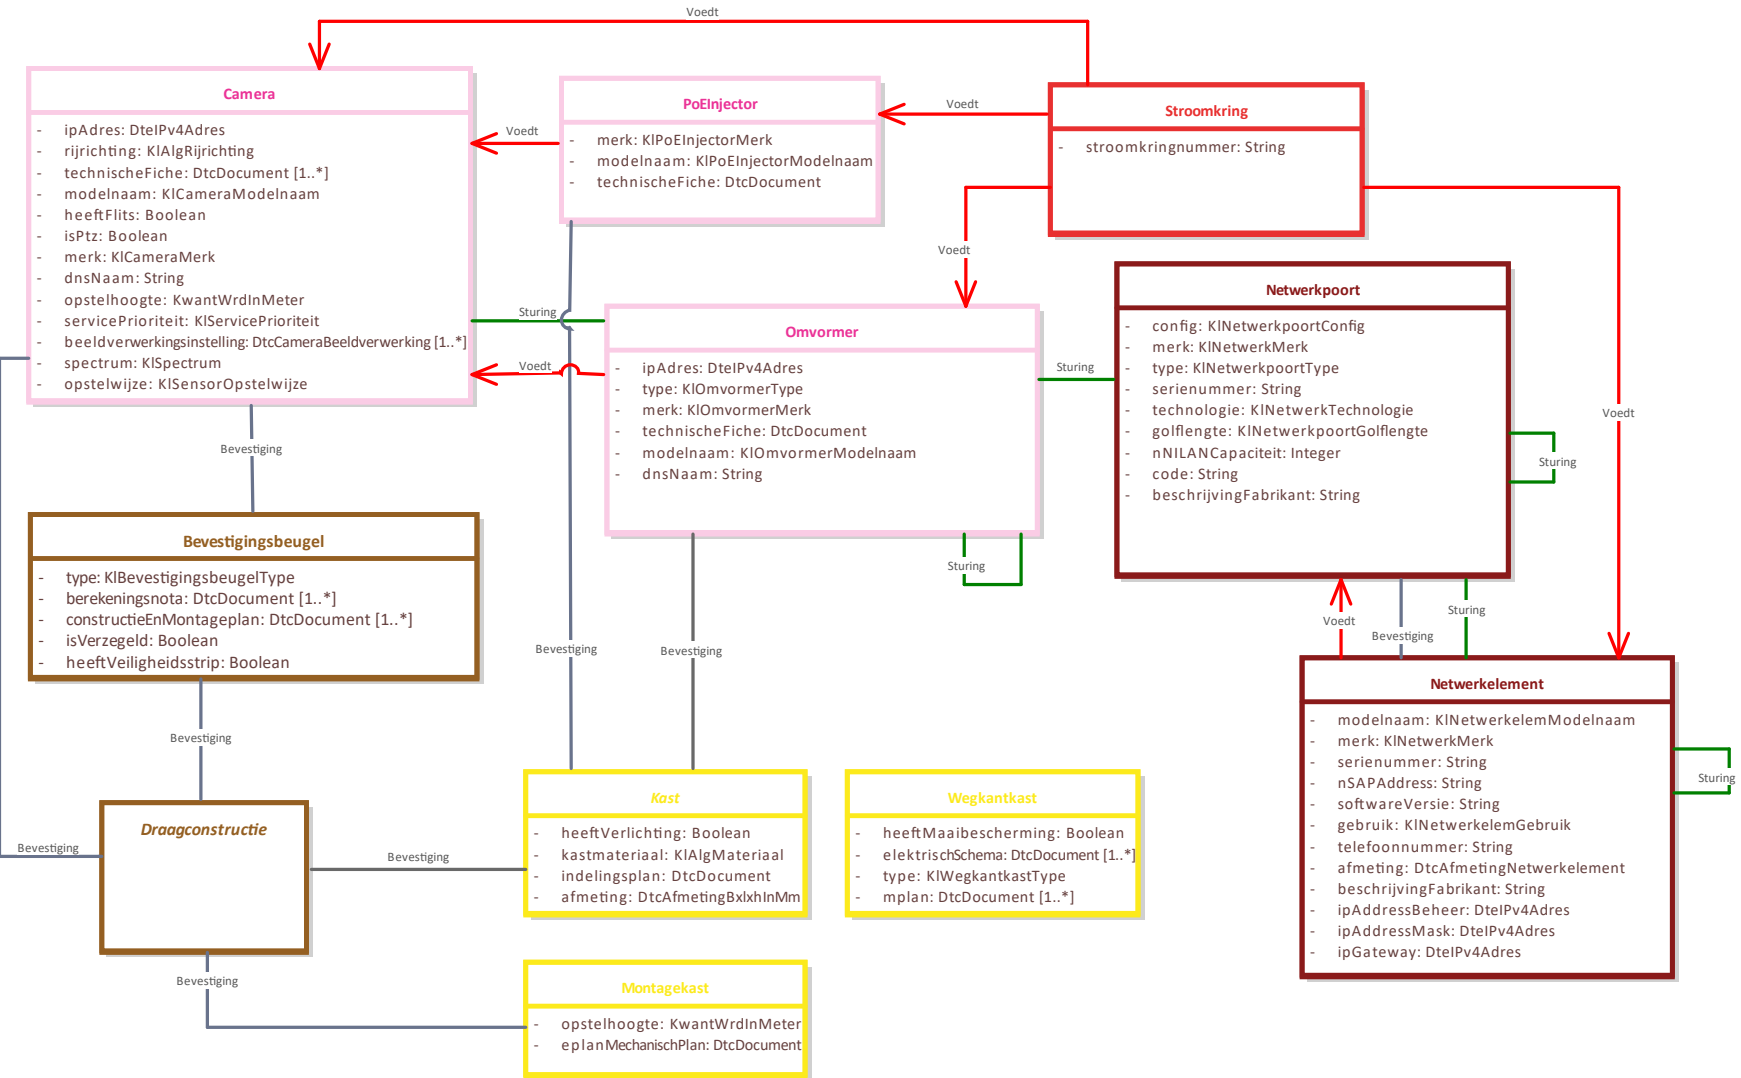 Voedt
Camera
- ipAdres: DteIPv4Adres
- rijrichting: KlAlgRijrichting
- technischeFiche: DtcDocument [1..*]
- modelnaam: KlCameraModelnaam
- heeftFlits: Boolean
- isPtz: Boolean
- merk: KlCameraMerk
- dnsNaam: String
- opstelhoogte: KwantWrdInMeter
- servicePrioriteit: KlServicePrioriteit
- beeldverwerkingsinstelling: DtcCameraBeeldverwerking [1..*]
- spectrum: KlSpectrum
- opstelwijze: KlSensorOpstelwijze
Voedt
PoEInjector
- merk: KlPoEInjectorMerk
- modelnaam: KlPoEInjectorModelnaam
- technischeFiche: DtcDocument
Voedt
Stroomkring
- stroomkringnummer: String
Voedt
Voedt
Sturing
Voedt
Omvormer
- ipAdres: DteIPv4Adres
- type: KlOmvormerType
- merk: KlOmvormerMerk
- technischeFiche: DtcDocument
- modelnaam: KlOmvormerModelnaam
- dnsNaam: String
Sturing
Sturing
Netwerkpoort
- config: KlNetwerkpoortConfig
- merk: KlNetwerkMerk
- type: KlNetwerkpoortType
- serienummer: String
- technologie: KlNetwerkTechnologie
- golflengte: KlNetwerkpoortGolflengte
- nNILANCapaciteit: Integer
- code: String
- beschrijvingFabrikant: String
Sturing
Voedt
Bevestiging
Sturing
Bevestiging
Bevestigingsbeugel
- type: KlBevestigingsbeugelType
- berekeningsnota: DtcDocument [1..*]
- constructieEnMontageplan: DtcDocument [1..*]
- isVerzegeld: Boolean
- heeftVeiligheidsstrip: Boolean
Bevestiging
Bevestiging
Bevestiging
Netwerkelement
- modelnaam: KlNetwerkelemModelnaam
- merk: KlNetwerkMerk
- serienummer: String
- nSAPAddress: String
- softwareVersie: String
- gebruik: KlNetwerkelemGebruik
- telefoonnummer: String
- afmeting: DtcAfmetingNetwerkelement
- beschrijvingFabrikant: String
- ipAddressBeheer: DteIPv4Adres
- ipAddressMask: DteIPv4Adres
- ipGateway: DteIPv4Adres
Sturing
Draagconstructie
Bevestiging
Bevestiging
Kast
- heeftVerlichting: Boolean
- kastmateriaal: KlAlgMateriaal
- indelingsplan: DtcDocument
- afmeting: DtcAfmetingBxlxhInMm
Wegkantkast
- heeftMaaibescherming: Boolean
- elektrischSchema: DtcDocument [1..*]
- type: KlWegkantkastType
- mplan: DtcDocument [1..*]
Bevestiging
Montagekast
- opstelhoogte: KwantWrdInMeter
- eplanMechanischPlan: DtcDocument